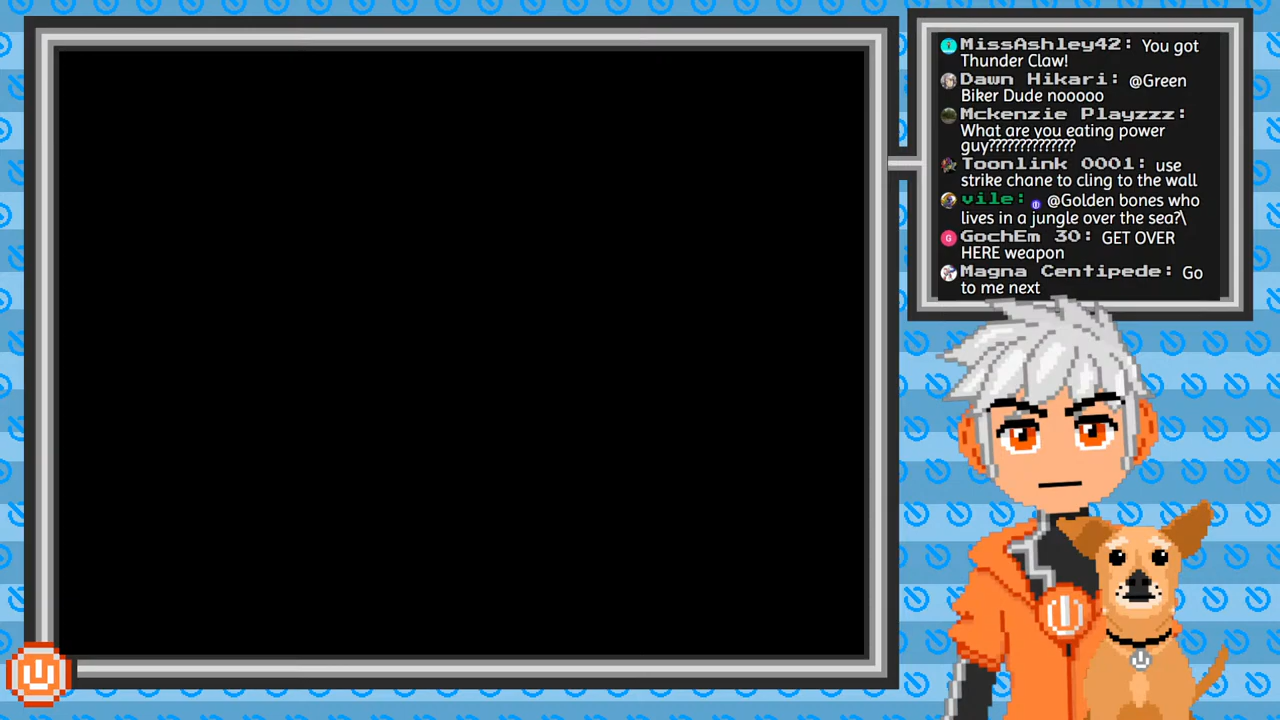 MissAshley42: You got
Thunder Claw!
Dawn Hikari: @Green
Biker Dude nooooo
Mckenzie Playzzz:
What are you eating power
guy??????????????
Toonlink 0001: use
strike chane to cling to the wall
vile: @Golden bones who
lives in a jungle over the sea?\
GochEm 30: GET OVER
HERE weapon
Magna Centipede: Go
to me next